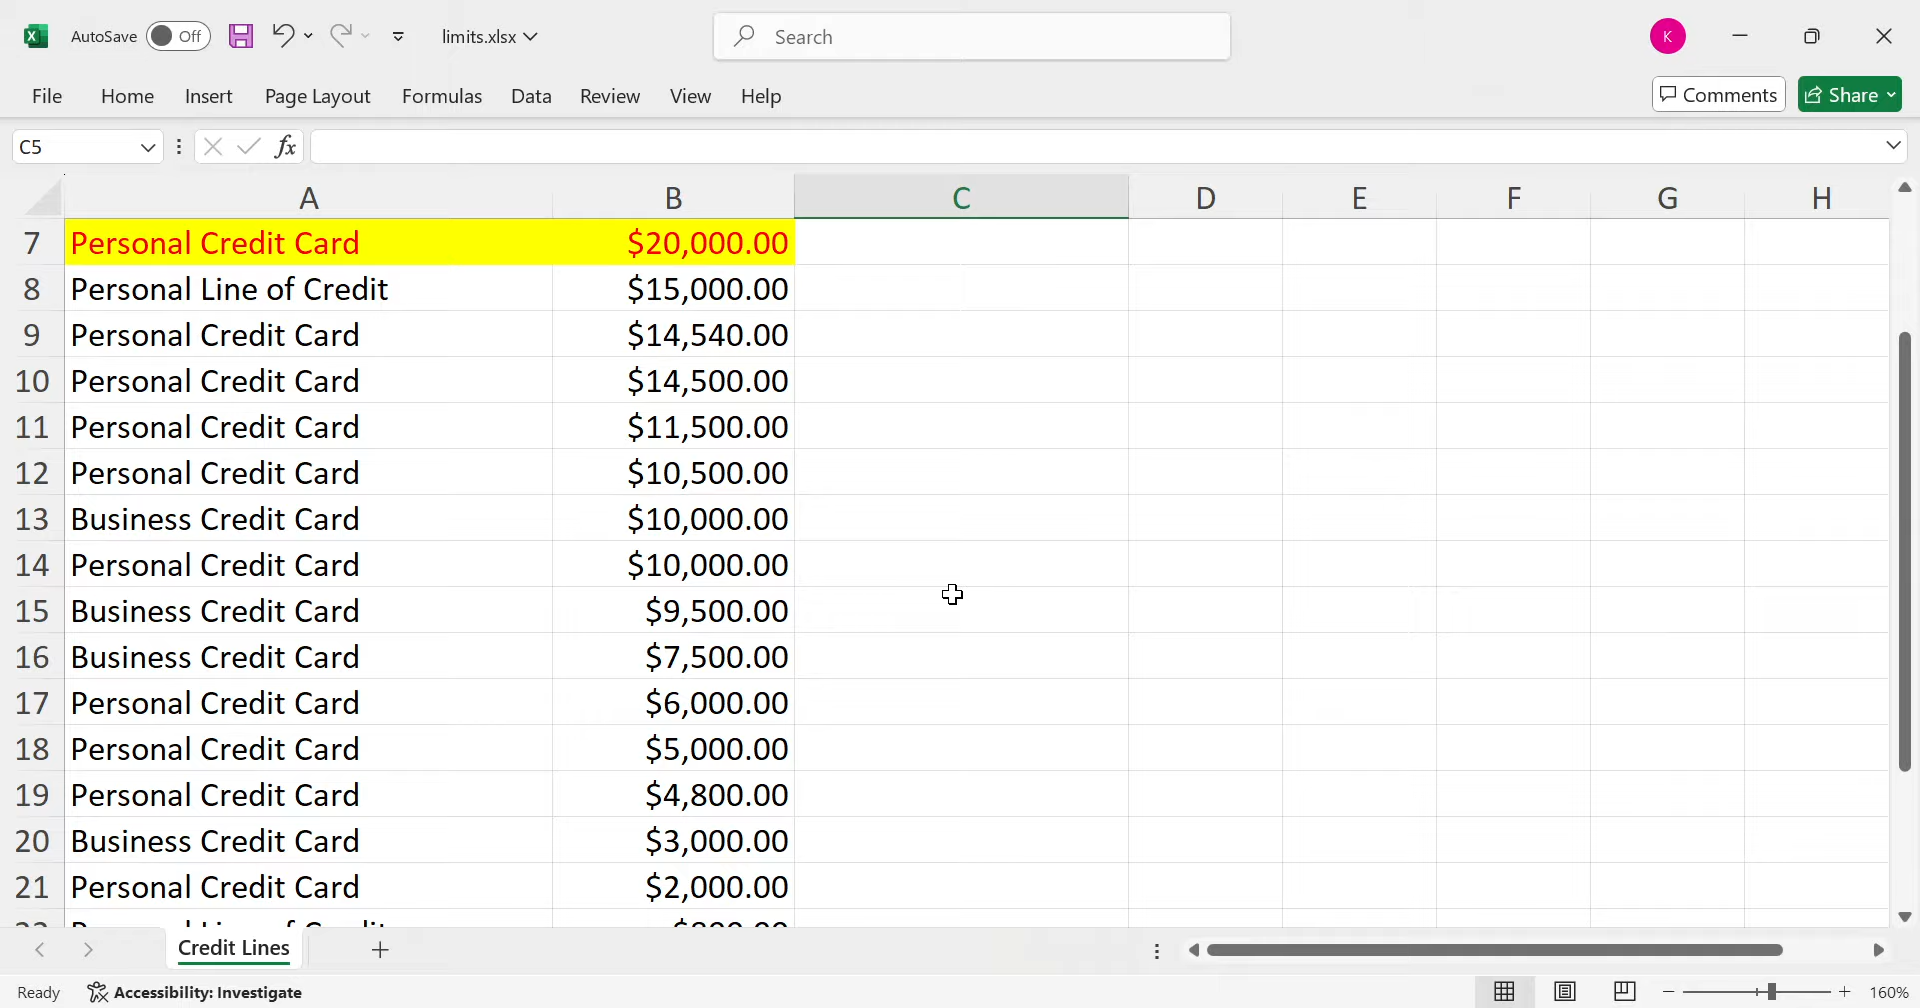 AutoSave Off limits.xlsx Search K
File Home Insert Page Layout Formulas Data Review View Help Comments Share
C5 fx
A B C D E F G H
7 Personal Credit Card $20,000.00
8 Personal Line of Credit $15,000.00
9 Personal Credit Card $14,540.00
10 Personal Credit Card $14,500.00
11 Personal Credit Card $11,500.00
12 Personal Credit Card $10,500.00
13 Business Credit Card $10,000.00
14 Personal Credit Card $10,000.00
15 Business Credit Card $9,500.00
16 Business Credit Card $7,500.00
17 Personal Credit Card $6,000.00
18 Personal Credit Card $5,000.00
19 Personal Credit Card $4,800.00
20 Business Credit Card $3,000.00
21 Personal Credit Card $2,000.00
Credit Lines
Ready Accessibility: Investigate 160%